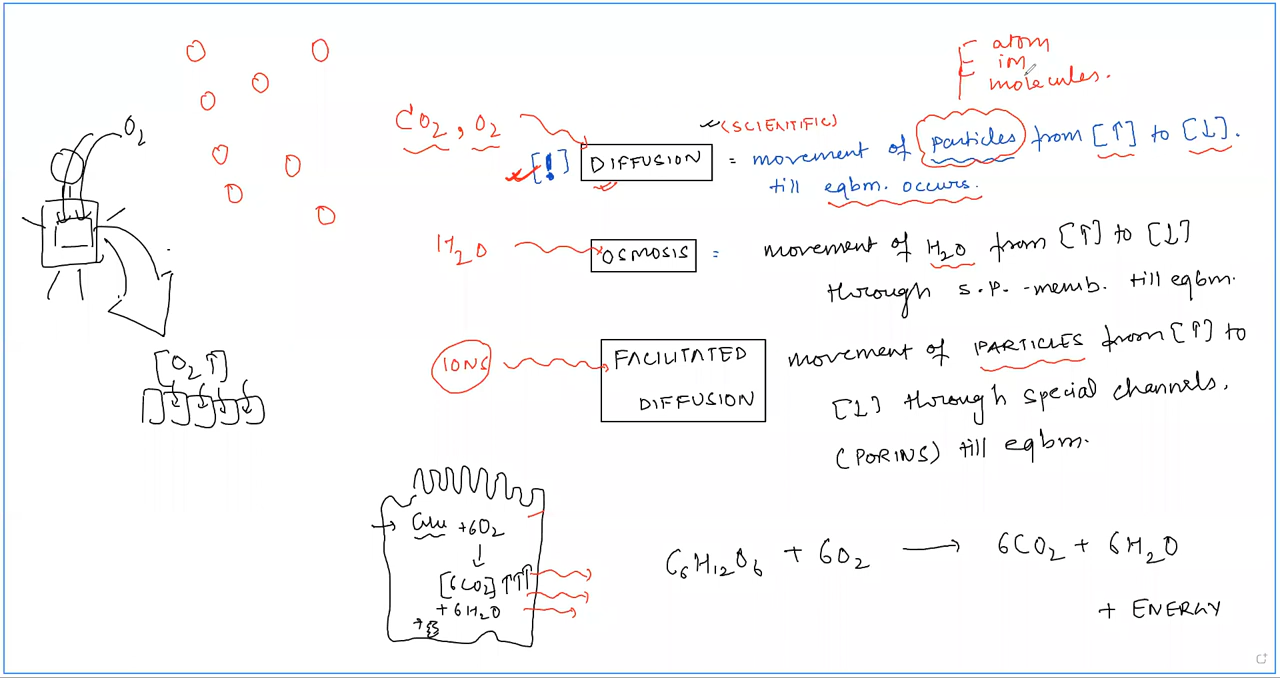 atom
ion
molecules.
O2
CO2, O2
(SCIENTIFIC)
[!] DIFFUSION = movement of particles from [↑] to [↓].
till eqbm. occurs.
H2O
OSMOSIS = movement of H2O from [↑] to [↓]
through s.p.-memb. till eqbm.
[O2↑]
IONS
FACILITATED
DIFFUSION
movement of PARTICLES from [↑] to
[↓] through special channels.
(PORINS) till eqbm.
Glu + 6O2
↓
[6CO2] ↑↑↑
+ 6H2O
C6H12O6 + 6O2 → 6CO2 + 6H2O
+ ENERGY